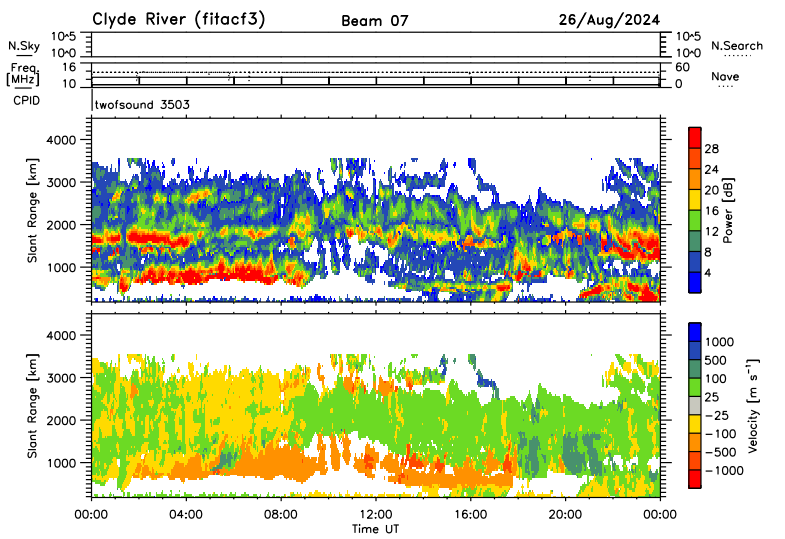 Clyde River (fitacf3) Beam 07 26/Aug/2024
10^5 10^5
N.Sky N.Search
10^0 10^0
Freq. 16 60
[MHz] 10 Nave 0
CPID
twofsound 3503
4000
3000
2000
1000
Slant Range [km]
28
24
20
16
12
8
4
Power [dB]
4000
3000
2000
1000
Slant Range [km]
1000
500
100
25
−25
−100
−500
−1000
Velocity [m s⁻¹]
00:00 04:00 08:00 12:00 16:00 20:00 00:00
Time UT